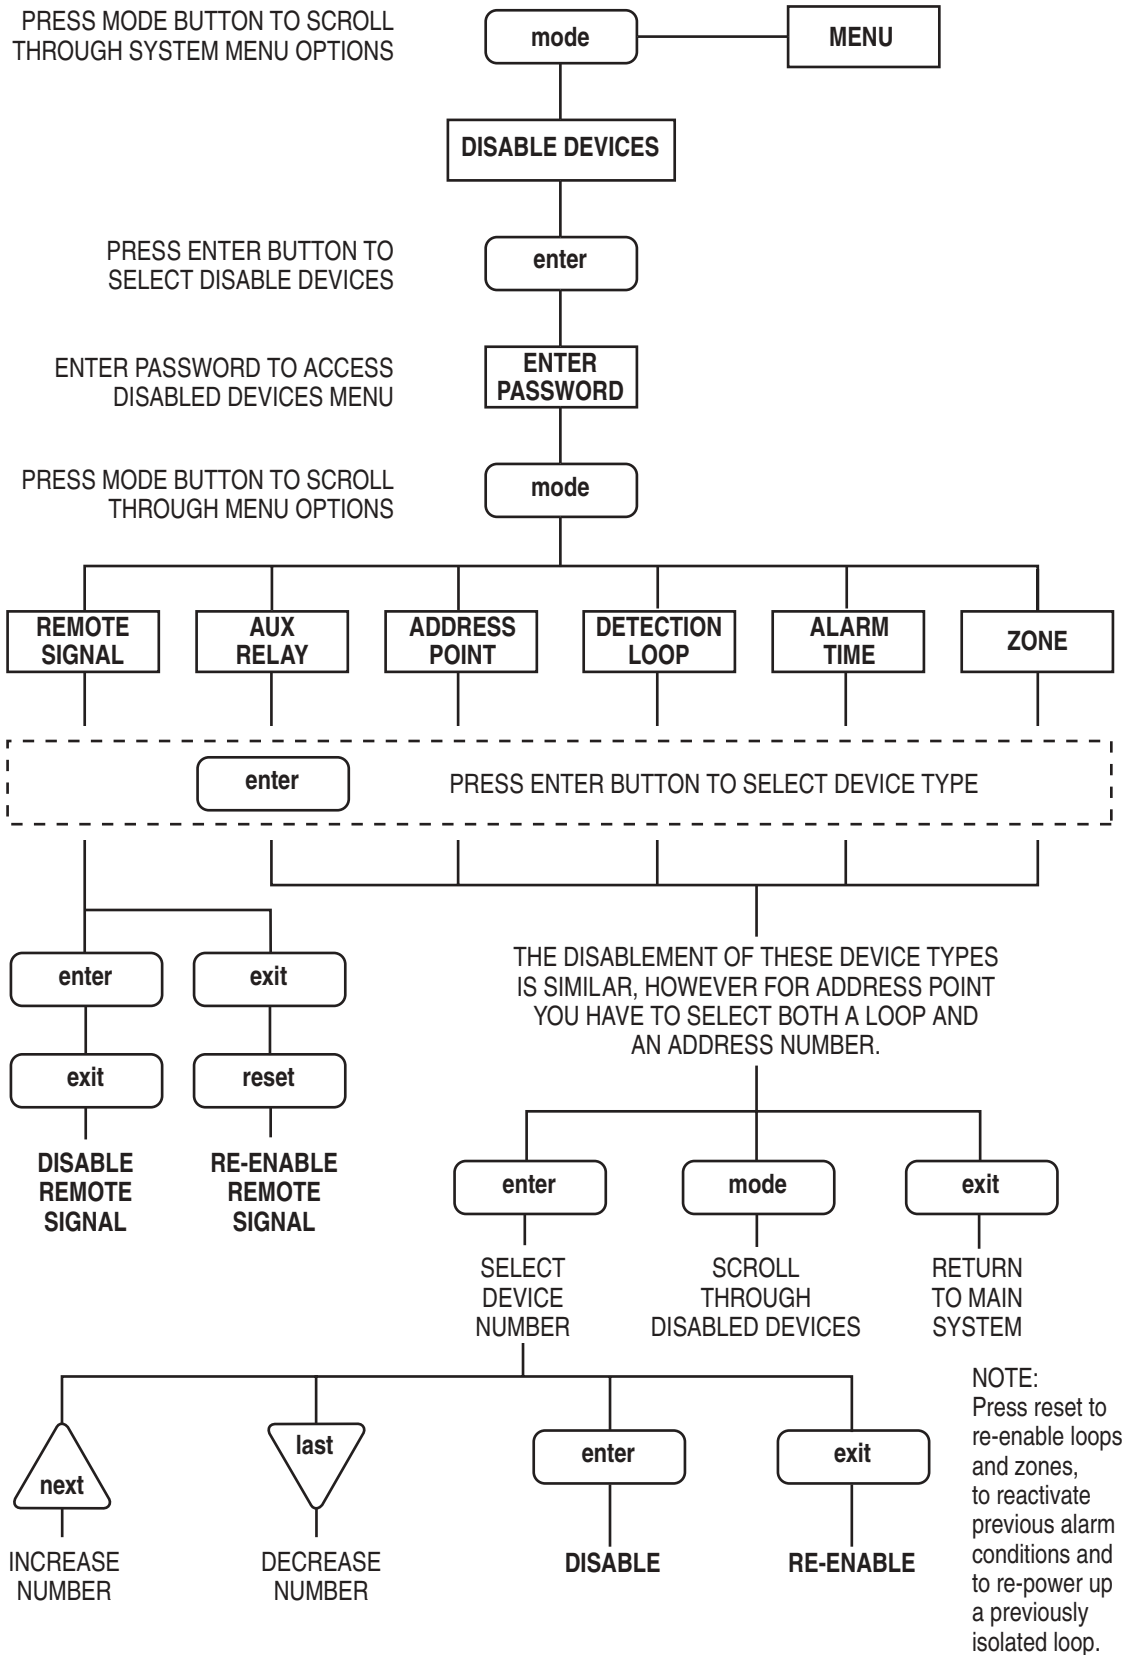 PRESS MODE BUTTON TO SCROLL
THROUGH SYSTEM MENU OPTIONS
mode
MENU
DISABLE DEVICES
PRESS ENTER BUTTON TO
SELECT DISABLE DEVICES
enter
ENTER PASSWORD TO ACCESS
DISABLED DEVICES MENU
ENTER
PASSWORD
PRESS MODE BUTTON TO SCROLL
THROUGH MENU OPTIONS
mode
REMOTE
SIGNAL
AUX
RELAY
ADDRESS
POINT
DETECTION
LOOP
ALARM
TIME
ZONE
enter
PRESS ENTER BUTTON TO SELECT DEVICE TYPE
enter
exit
DISABLE
REMOTE
SIGNAL
exit
reset
RE-ENABLE
REMOTE
SIGNAL
THE DISABLEMENT OF THESE DEVICE TYPES
IS SIMILAR, HOWEVER FOR ADDRESS POINT
YOU HAVE TO SELECT BOTH A LOOP AND
AN ADDRESS NUMBER.
enter
SELECT
DEVICE
NUMBER
mode
SCROLL
THROUGH
DISABLED DEVICES
exit
RETURN
TO MAIN
SYSTEM
next
INCREASE
NUMBER
last
DECREASE
NUMBER
enter
DISABLE
exit
RE-ENABLE
NOTE:
Press reset to
re-enable loops
and zones,
to reactivate
previous alarm
conditions and
to re-power up
a previously
isolated loop.